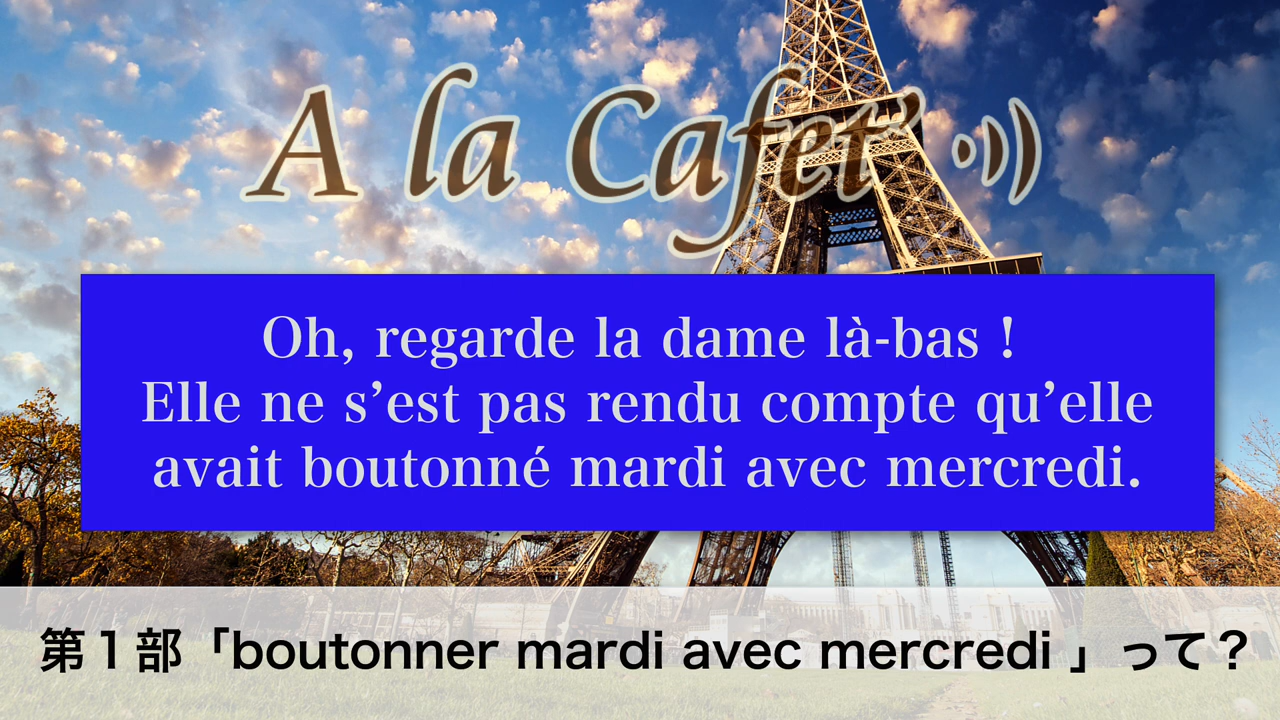 A la Cafet’
Oh, regarde la dame là-bas !
Elle ne s’est pas rendu compte qu’elle
avait boutonné mardi avec mercredi.
第１部「boutonner mardi avec mercredi 」って？